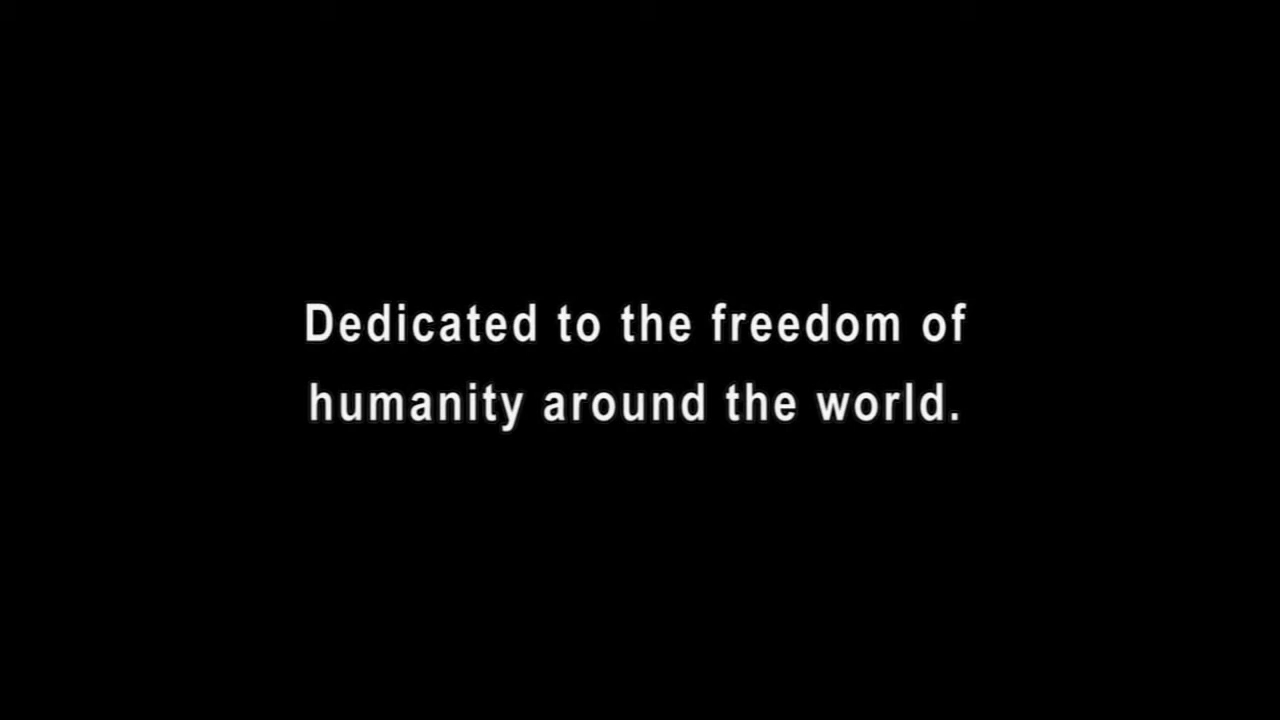 Dedicated to the freedom of
humanity around the world.